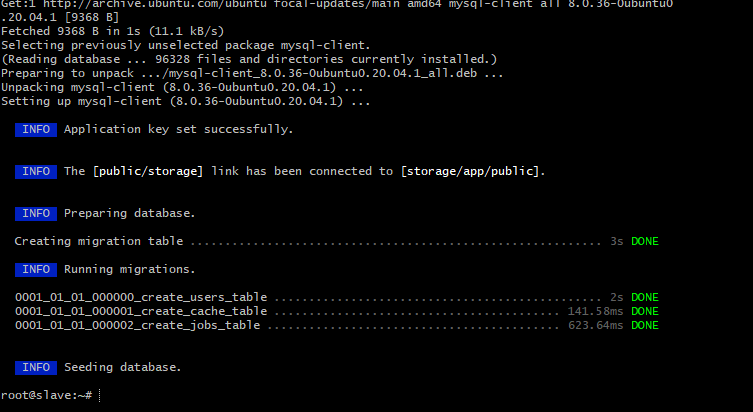 Get:1 http://archive.ubuntu.com/ubuntu focal-updates/main amd64 mysql-client all 8.0.36-0ubuntu0
.20.04.1 [9368 B]
Fetched 9368 B in 1s (11.1 kB/s)
Selecting previously unselected package mysql-client.
(Reading database ... 96328 files and directories currently installed.)
Preparing to unpack .../mysql-client_8.0.36-0ubuntu0.20.04.1_all.deb ...
Unpacking mysql-client (8.0.36-0ubuntu0.20.04.1) ...
Setting up mysql-client (8.0.36-0ubuntu0.20.04.1) ...
INFO Application key set successfully.
INFO The [public/storage] link has been connected to [storage/app/public].
INFO Preparing database.
Creating migration table ........................................................... 3s DONE
INFO Running migrations.
0001_01_01_000000_create_users_table ............................................... 2s DONE
0001_01_01_000001_create_cache_table ......................................... 141.58ms DONE
0001_01_01_000002_create_jobs_table .......................................... 623.64ms DONE
INFO Seeding database.
root@slave:~#